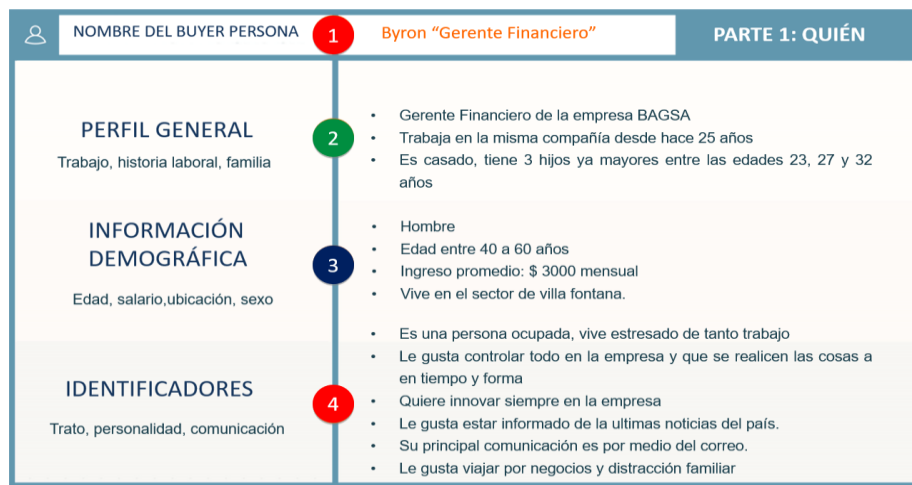 NOMBRE DEL BUYER PERSONA
1
Byron “Gerente Financiero”
PARTE 1: QUIÉN
PERFIL GENERAL
Trabajo, historia laboral, familia
2
• Gerente Financiero de la empresa BAGSA
• Trabaja en la misma compañía desde hace 25 años
• Es casado, tiene 3 hijos ya mayores entre las edades 23, 27 y 32
años
INFORMACIÓN
DEMOGRÁFICA
Edad, salario,ubicación, sexo
3
• Hombre
• Edad entre 40 a 60 años
• Ingreso promedio: $ 3000 mensual
• Vive en el sector de villa fontana.
IDENTIFICADORES
Trato, personalidad, comunicación
4
• Es una persona ocupada, vive estresado de tanto trabajo
• Le gusta controlar todo en la empresa y que se realicen las cosas a
en tiempo y forma
• Quiere innovar siempre en la empresa
• Le gusta estar informado de la ultimas noticias del país.
• Su principal comunicación es por medio del correo.
• Le gusta viajar por negocios y distracción familiar